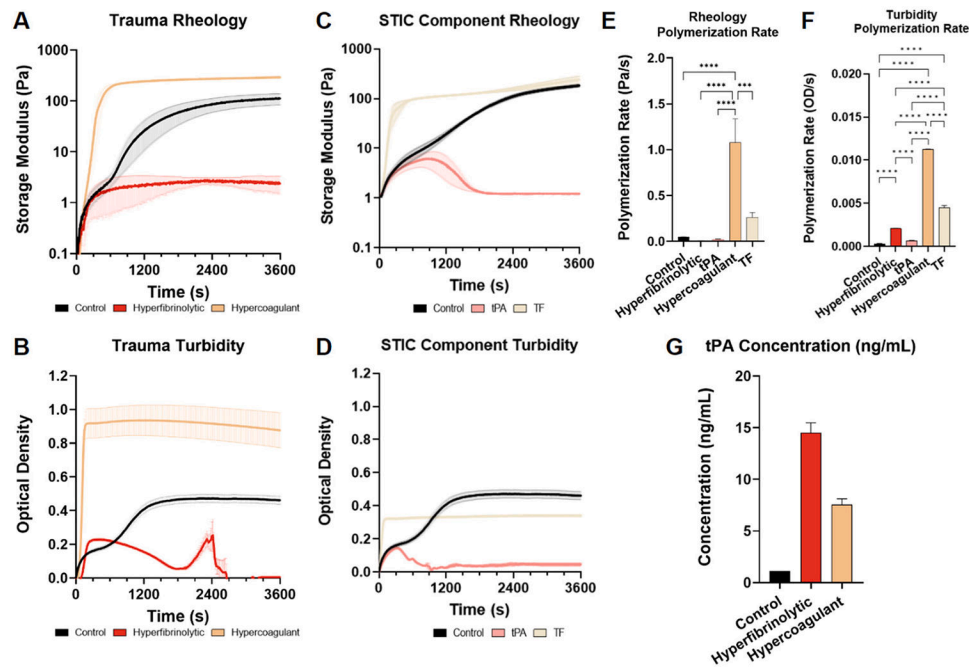 A
Trauma Rheology
Storage Modulus (Pa)
1000
100
10
1
0.1
0
1200
2400
3600
Time (s)
Control
Hyperfibrinolytic
Hypercoagulant
C
STIC Component Rheology
Storage Modulus (Pa)
1000
100
10
1
0.1
0
1200
2400
3600
Time (s)
Control
tPA
TF
E
Rheology
Polymerization Rate
Polymerization Rate (Pa/s)
2.0
1.5
1.0
0.5
0.0
****
****
***
****
Control
Hyperfibrinolytic
tPA
Hypercoagulant
TF
F
Turbidity
Polymerization Rate
Polymerization Rate (OD/s)
0.020
0.015
0.010
0.005
0.000
****
****
****
****
****
****
****
****
****
Control
Hyperfibrinolytic
tPA
Hypercoagulant
TF
B
Trauma Turbidity
Optical Density
1.2
1.0
0.8
0.6
0.4
0.2
0.0
0
1200
2400
3600
Time (s)
Control
Hyperfibrinolytic
Hypercoagulant
D
STIC Component Turbidity
Optical Density
1.2
1.0
0.8
0.6
0.4
0.2
0.0
0
1200
2400
3600
Time (s)
Control
tPA
TF
G
tPA Concentration (ng/mL)
Concentration (ng/mL)
20
15
10
5
0
Control
Hyperfibrinolytic
Hypercoagulant